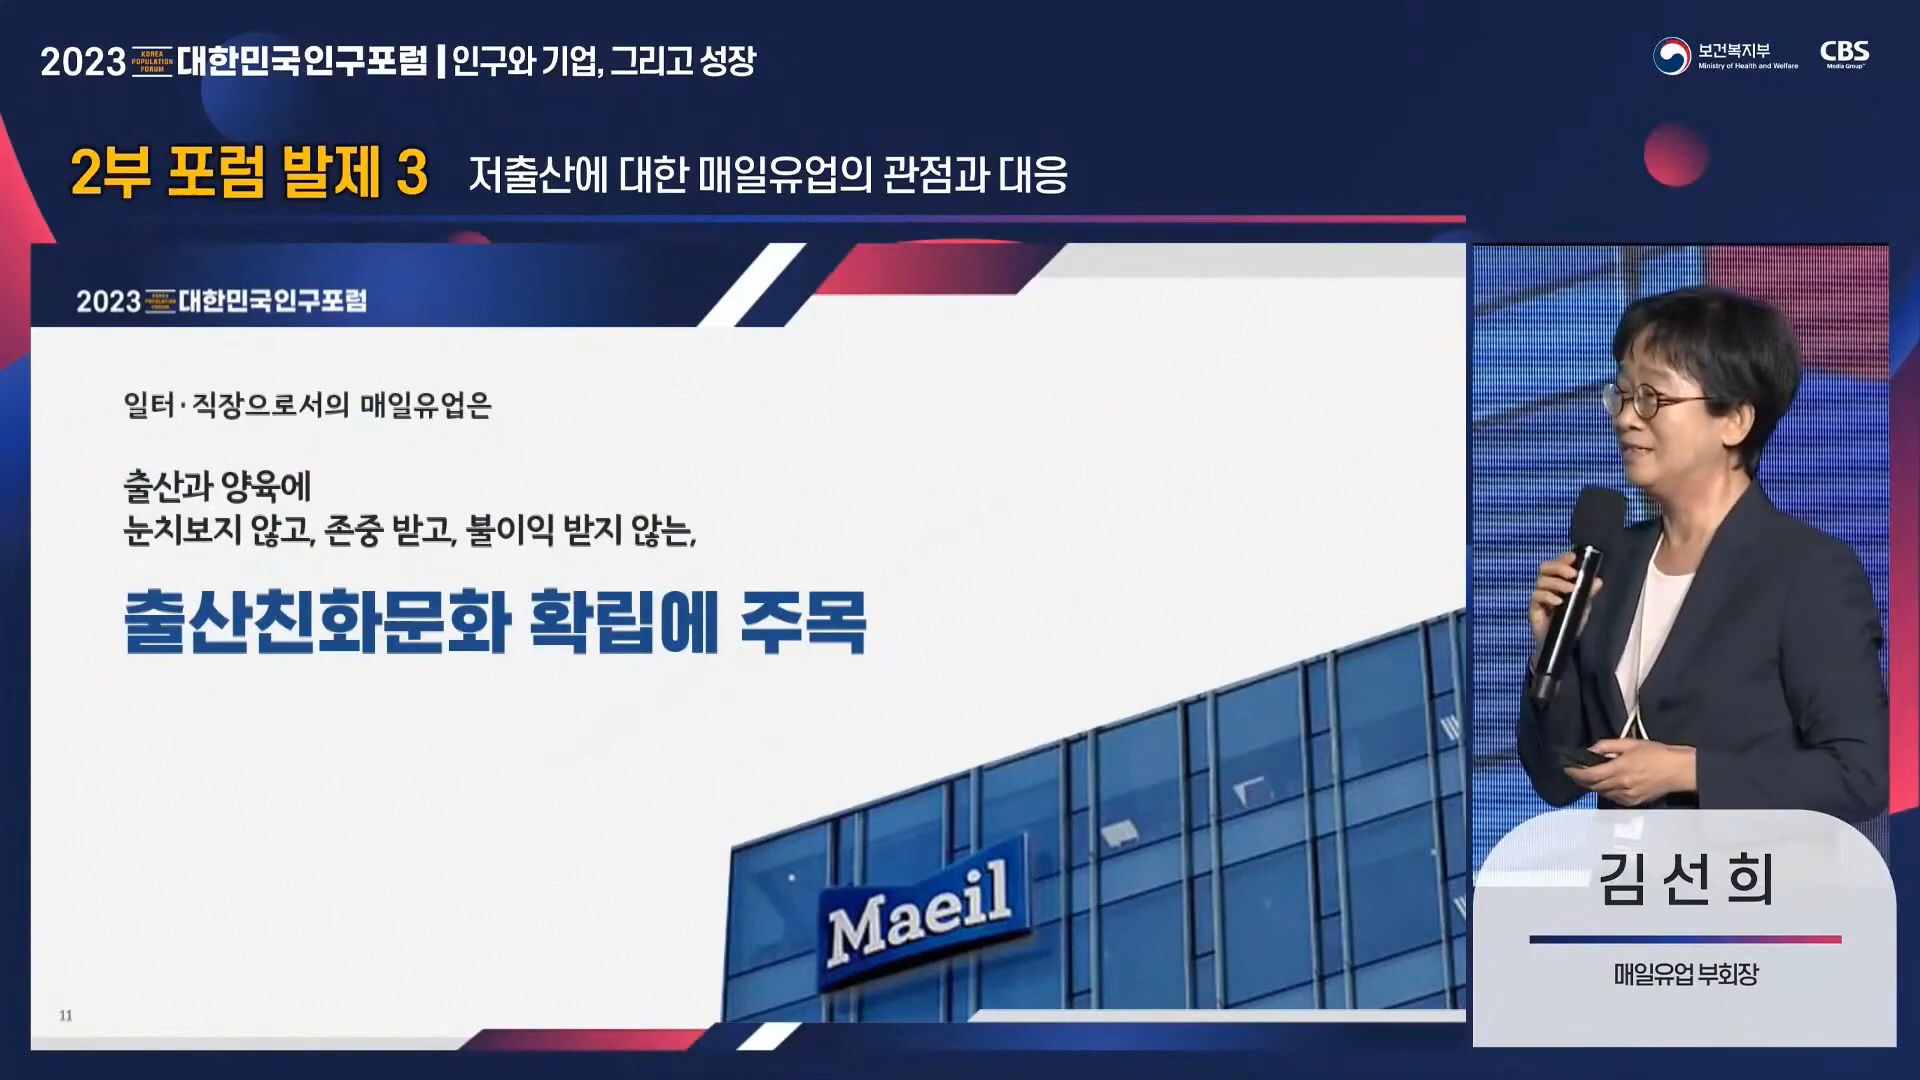 2023 KOREA POPULATION FORUM 대한민국인구포럼 | 인구와 기업, 그리고 성장
보건복지부
Ministry of Health and Welfare
CBS
Media Group
2부 포럼 발제 3 저출산에 대한 매일유업의 관점과 대응
2023 KOREA POPULATION FORUM 대한민국인구포럼
일터·직장으로서의 매일유업은
출산과 양육에
눈치보지 않고, 존중 받고, 불이익 받지 않는,
출산친화문화 확립에 주목
Maeil
11
김선희
매일유업 부회장